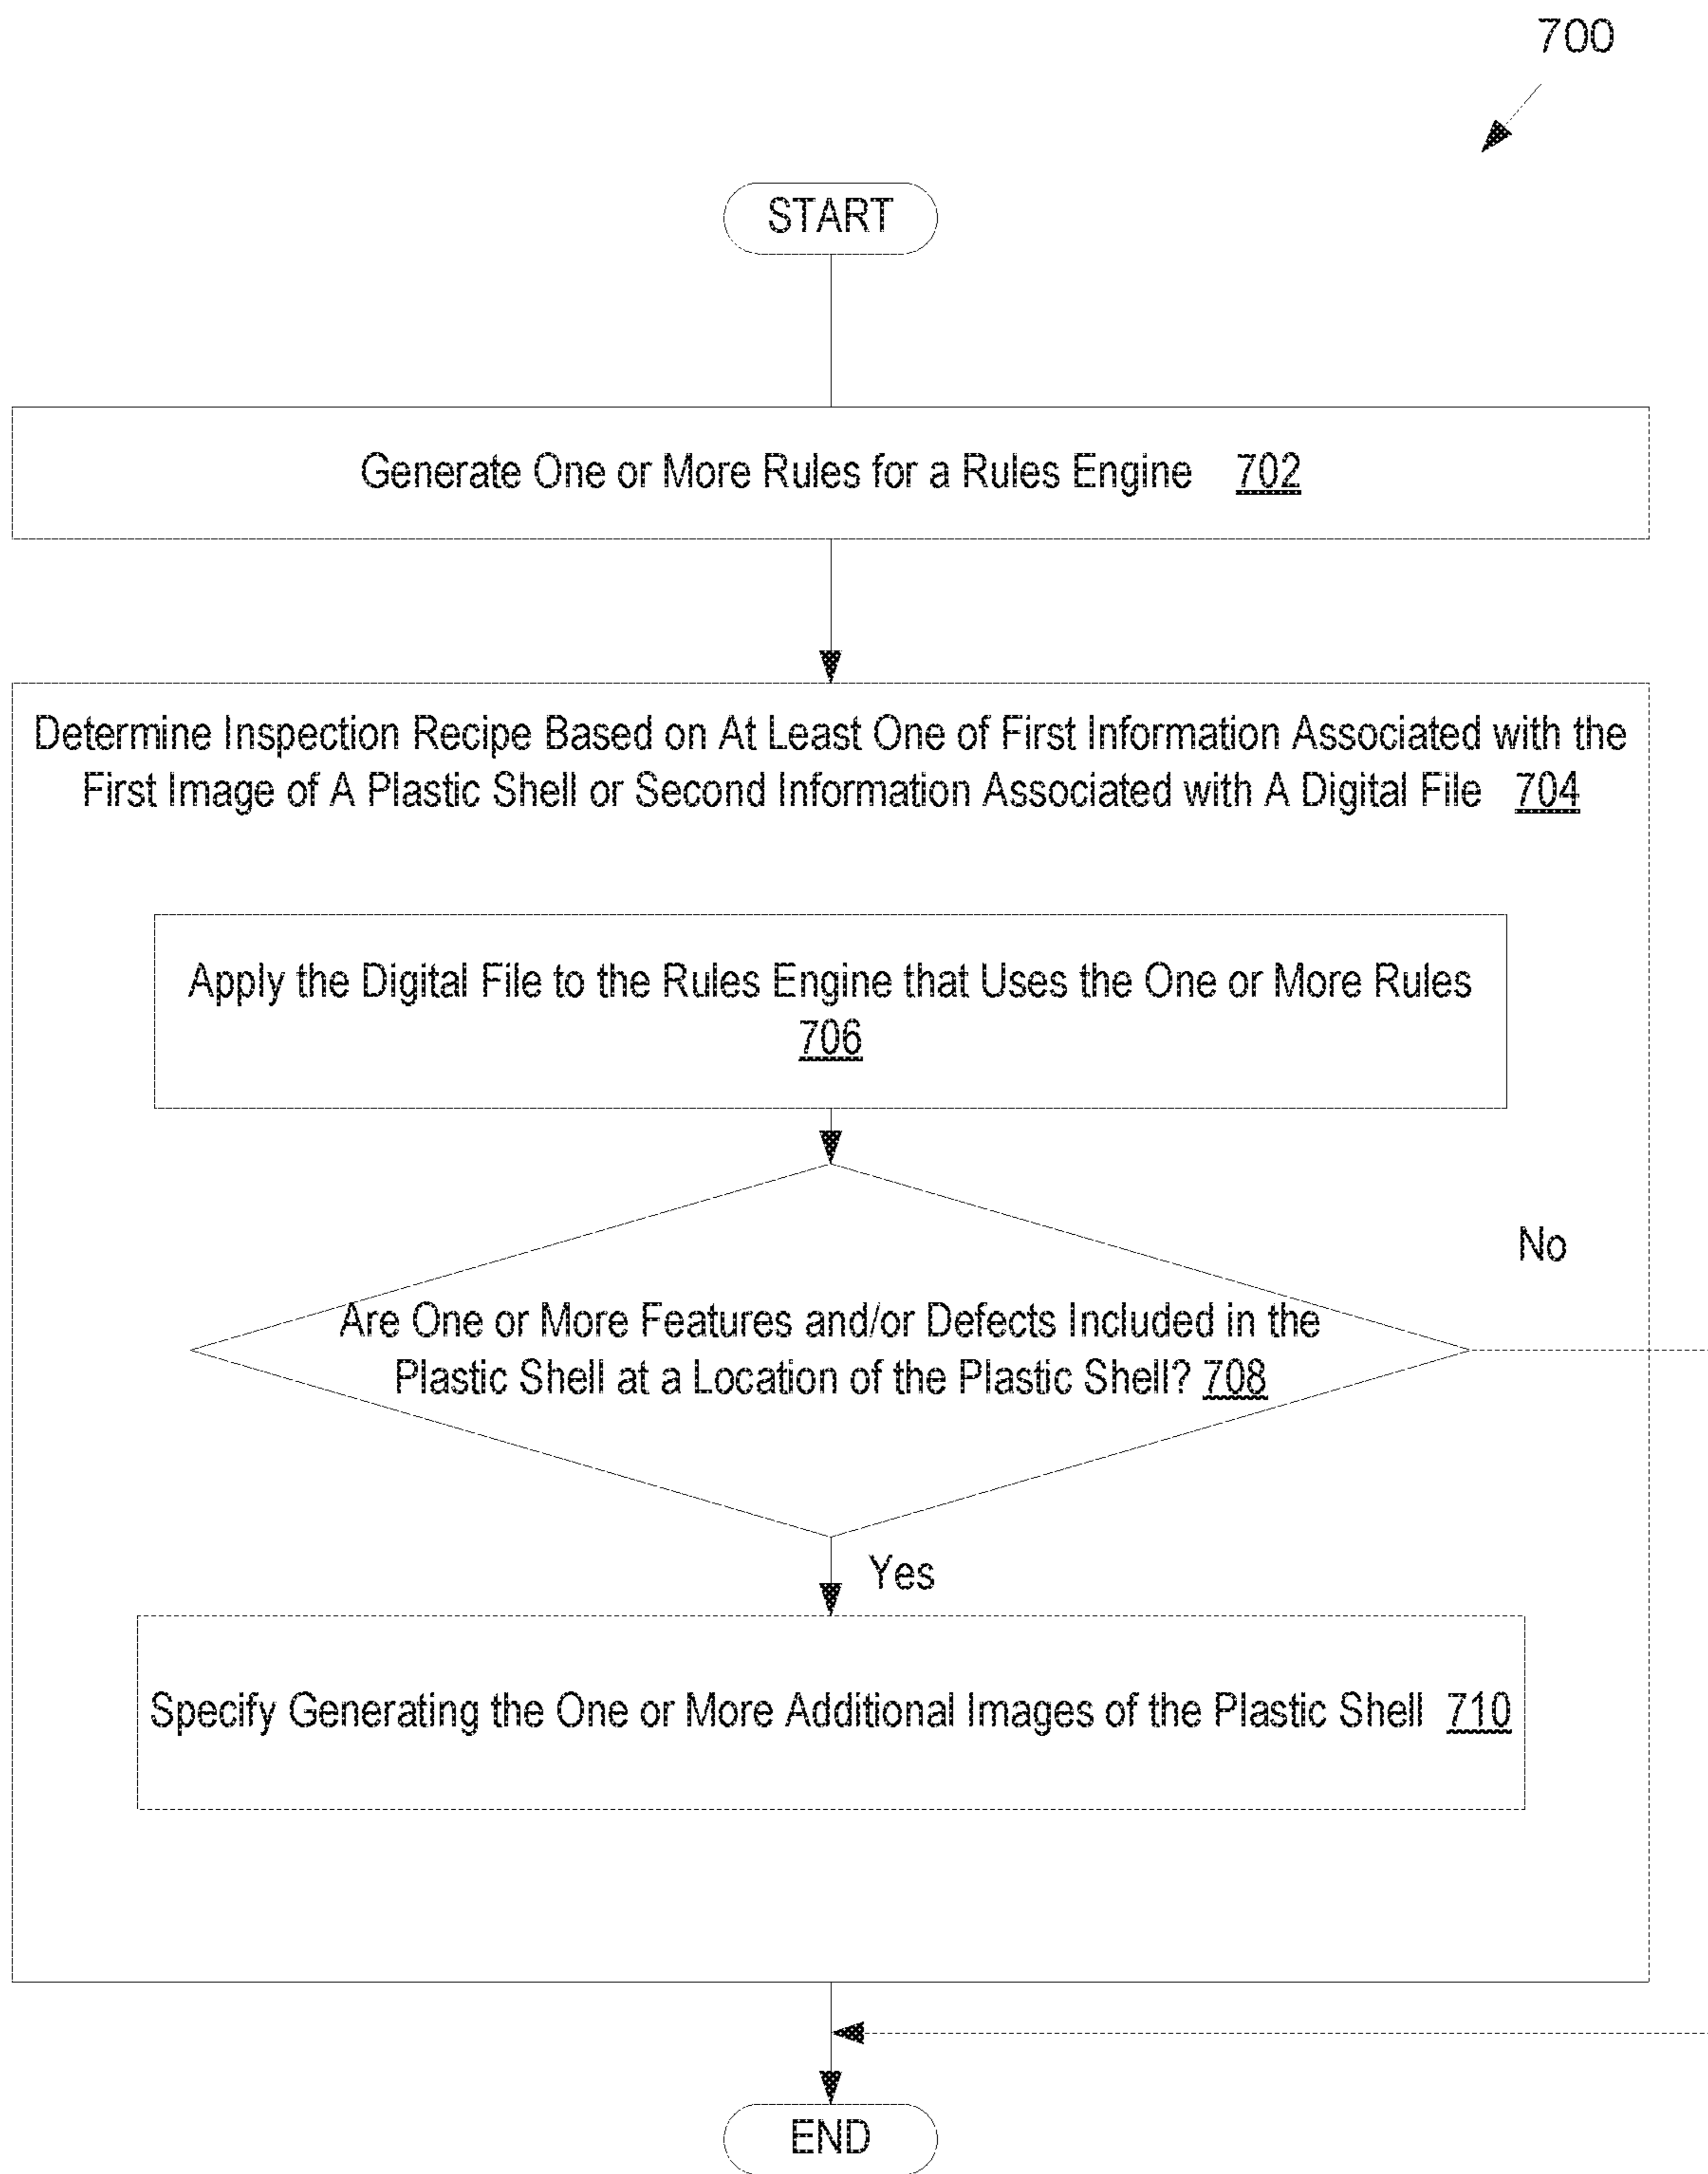 700
START
Generate One or More Rules for a Rules Engine 702
Determine Inspection Recipe Based on At Least One of First Information Associated with the
First Image of A Plastic Shell or Second Information Associated with A Digital File 704
Apply the Digital File to the Rules Engine that Uses the One or More Rules
706
No
Are One or More Features and/or Defects Included in the
Plastic Shell at a Location of the Plastic Shell? 708
Yes
Specify Generating the One or More Additional Images of the Plastic Shell 710
END